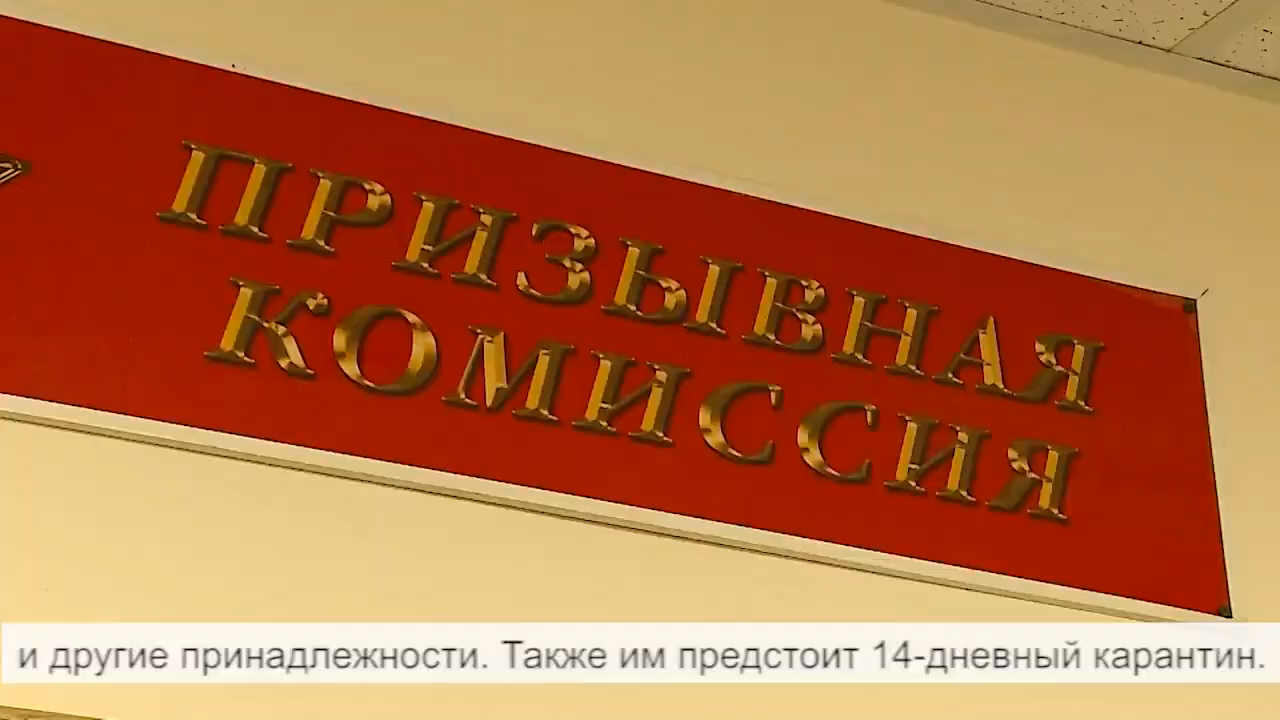 ПРИЗЫВНАЯ
КОМИССИЯ
и другие принадлежности. Также им предстоит 14-дневный карантин.